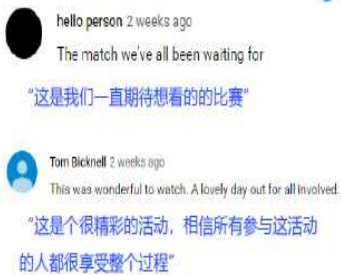 hello person 2 weeks ago
The match we've all been waiting for
“这是我们一直期待想看的的比赛”
Tom Bicknell 2 weeks ago
This was wonderful to watch. A lovely day out for all involved.
“这是个很精彩的活动，相信所有参与这活动
的人都很享受整个过程”